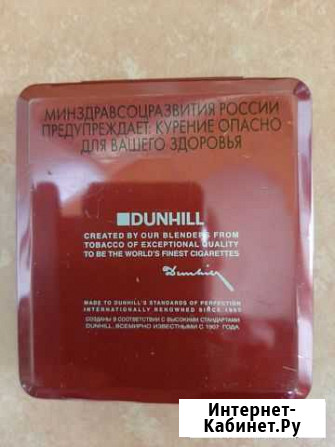 МИНЗДРАВСОЦРАЗВИТИЯ РОССИИ
ПРЕДУПРЕЖДАЕТ: КУРЕНИЕ ОПАСНО
ДЛЯ ВАШЕГО ЗДОРОВЬЯ
DUNHILL
CREATED BY OUR BLENDERS FROM
TOBACCO OF EXCEPTIONAL QUALITY
TO BE THE WORLD'S FINEST CIGARETTES
Dunhill
MADE TO DUNHILL'S STANDARDS OF PERFECTION
INTERNATIONALLY RENOWNED SINCE 1907
СОЗДАНЫ В СООТВЕТСТВИИ С ВЫСОКИМИ СТАНДАРТАМИ
DUNHILL, ВСЕМИРНО ИЗВЕСТНЫМИ С 1907 ГОДА.
Интернет-
Кабинет.Ру